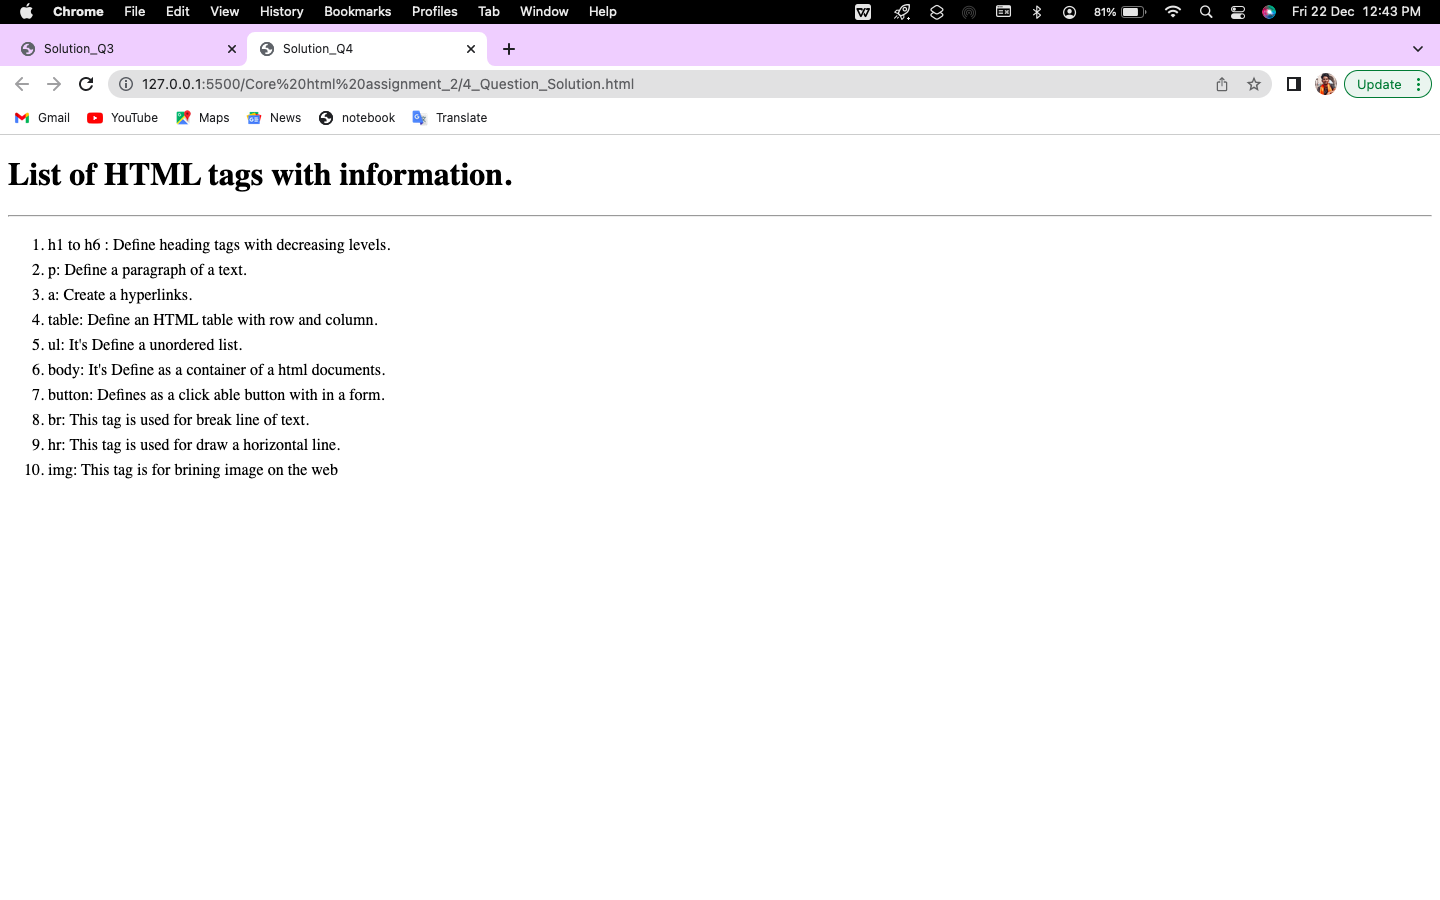 Chrome File Edit View History Bookmarks Profiles Tab Window Help 81% Fri 22 Dec 12:43 PM
Solution_Q3 Solution_Q4
127.0.0.1:5500/Core%20html%20assignment_2/4_Question_Solution.html Update
Gmail YouTube Maps News notebook Translate
List of HTML tags with information.
1. h1 to h6 : Define heading tags with decreasing levels.
2. p: Define a paragraph of a text.
3. a: Create a hyperlinks.
4. table: Define an HTML table with row and column.
5. ul: It's Define a unordered list.
6. body: It's Define as a container of a html documents.
7. button: Defines as a click able button with in a form.
8. br: This tag is used for break line of text.
9. hr: This tag is used for draw a horizontal line.
10. img: This tag is for brining image on the web